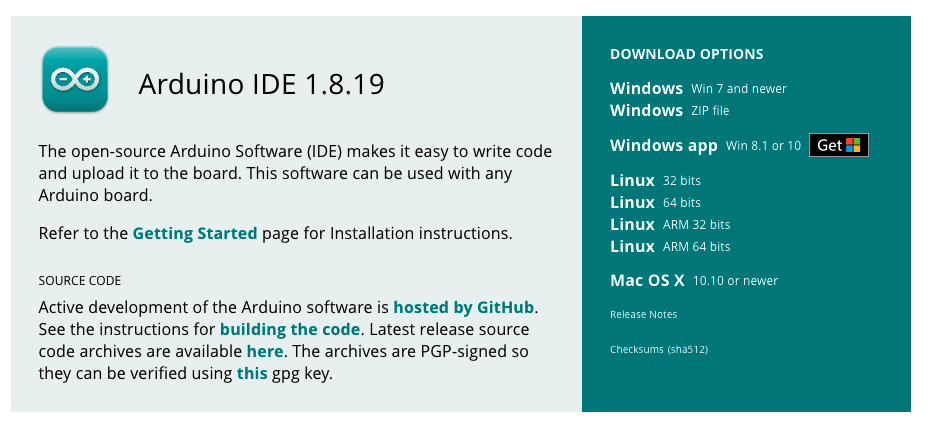 Arduino IDE 1.8.19
The open-source Arduino Software (IDE) makes it easy to write code
and upload it to the board. This software can be used with any
Arduino board.
Refer to the Getting Started page for Installation instructions.
SOURCE CODE
Active development of the Arduino software is hosted by GitHub.
See the instructions for building the code. Latest release source
code archives are available here. The archives are PGP-signed so
they can be verified using this gpg key.
DOWNLOAD OPTIONS
Windows Win 7 and newer
Windows ZIP file
Windows app Win 8.1 or 10 Get
Linux 32 bits
Linux 64 bits
Linux ARM 32 bits
Linux ARM 64 bits
Mac OS X 10.10 or newer
Release Notes
Checksums (sha512)